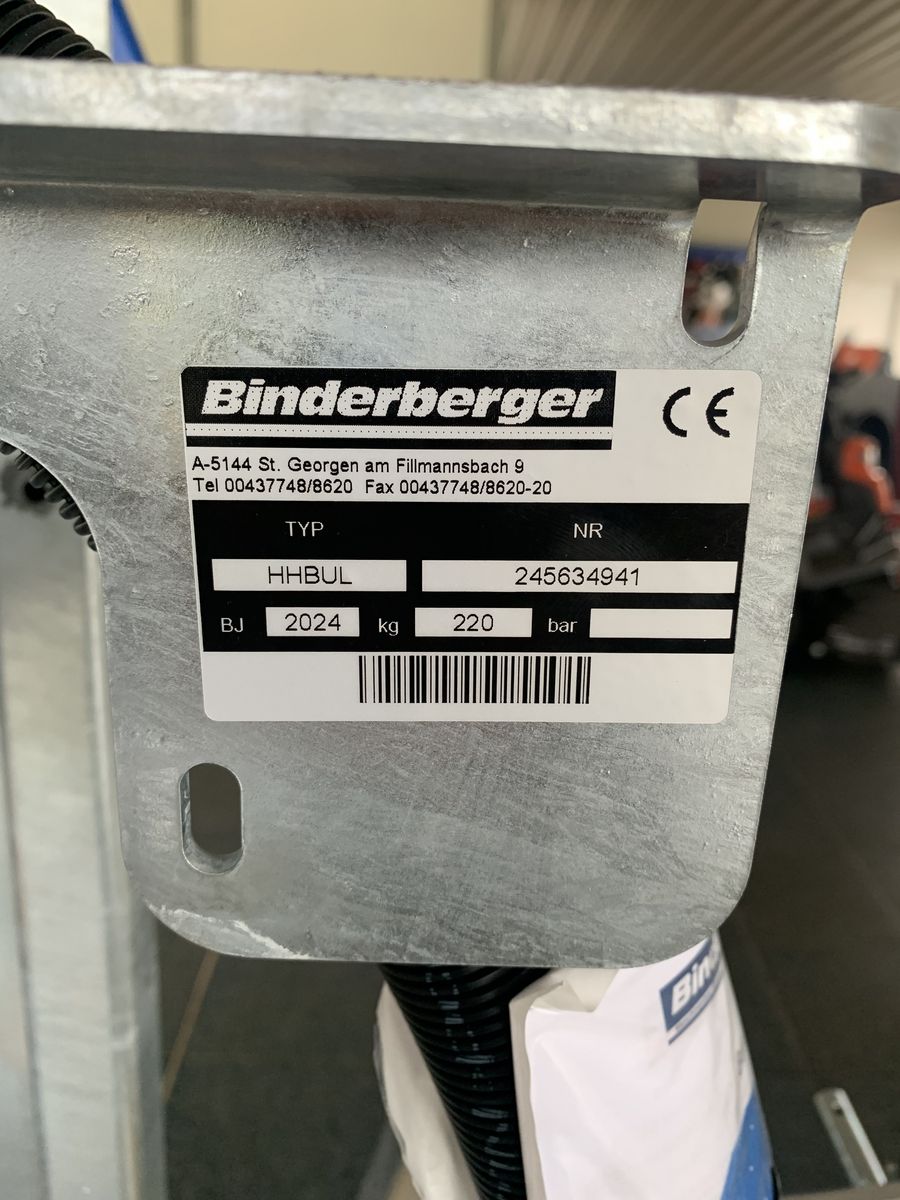 Binderberger
CE
A-5144 St. Georgen am Fillmannsbach 9
Tel 00437748/8620 Fax 00437748/8620-20
TYP NR
HHBUL 245634941
BJ 2024 kg 220 bar
Bin